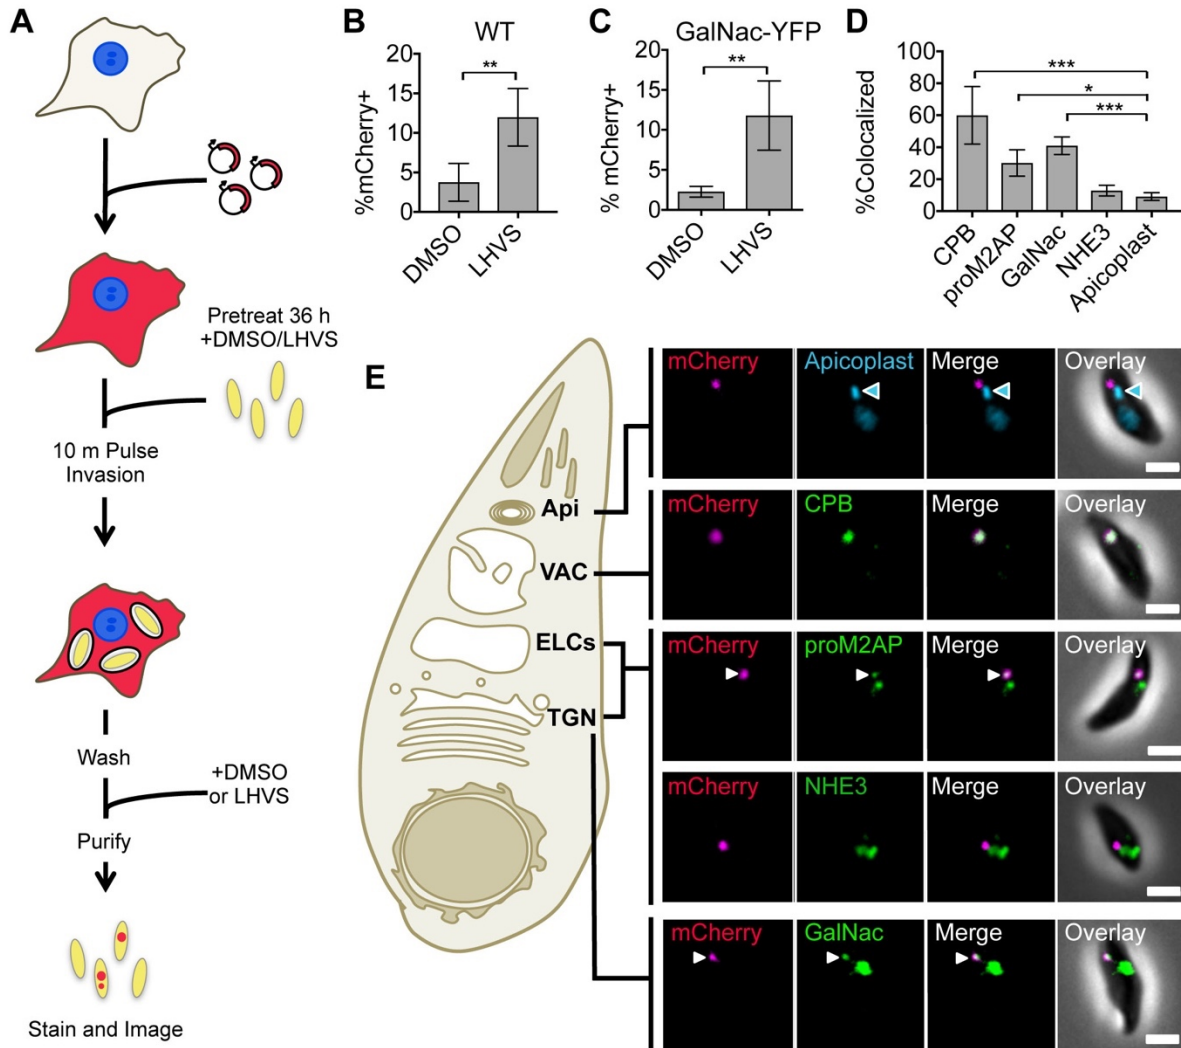 A
Pretreat 36 h
+DMSO/LHVS
10 m Pulse
Invasion
Wash
+DMSO
or LHVS
Purify
Stain and Image
B
WT
%mCherry+
20
15
10
5
0
**
DMSO
LHVS
C
GalNac-YFP
% mCherry+
20
15
10
5
0
**
DMSO
LHVS
D
%Colocalized
100
80
60
40
20
0
***
*
***
CPB
proM2AP
GalNac
NHE3
Apicoplast
E
Api
VAC
ELCs
TGN
mCherry Apicoplast Merge Overlay
mCherry CPB Merge Overlay
mCherry proM2AP Merge Overlay
mCherry NHE3 Merge Overlay
mCherry GalNac Merge Overlay